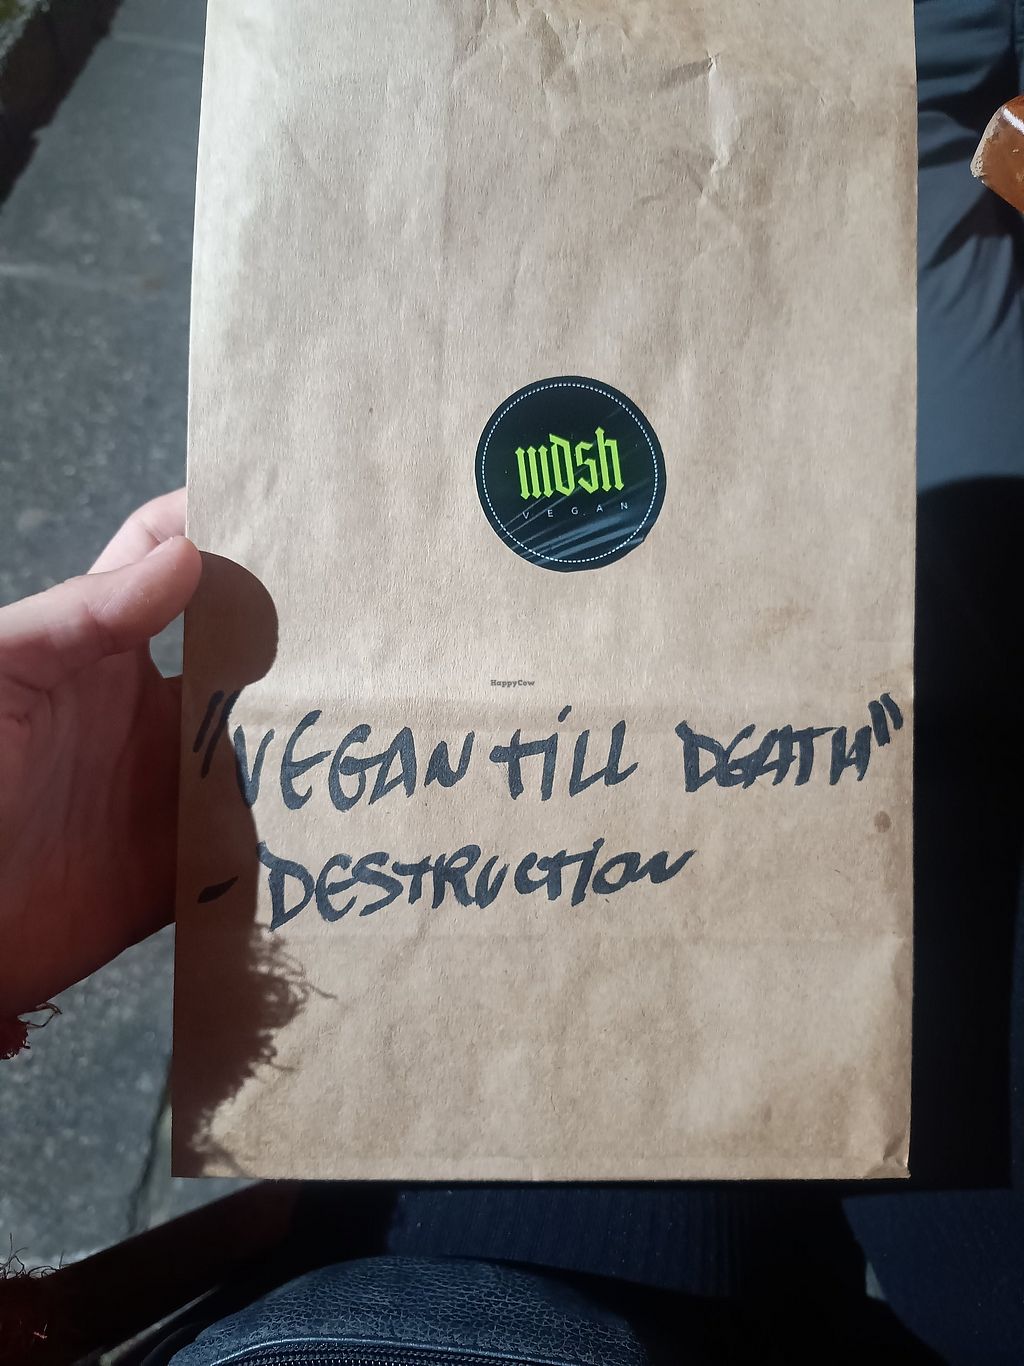 mosh
VEGAN
HappyCow
"VEGAN till DEATH"
- DEStRUCtion